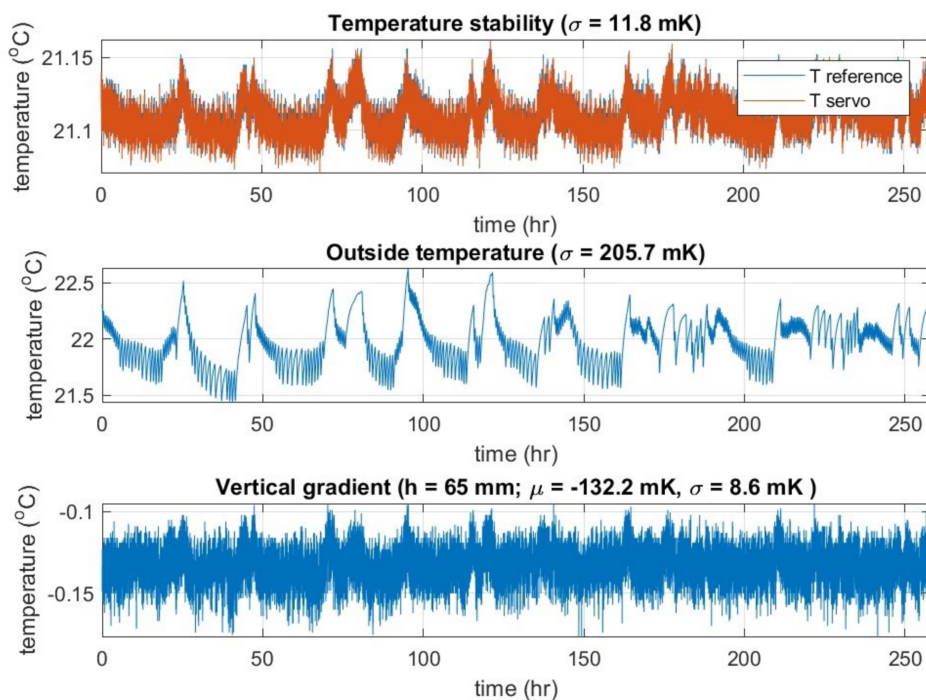 Temperature stability (σ = 11.8 mK)
temperature (°C)
21.15
21.1
T reference
T servo
0 50 100 150 200 250
time (hr)
Outside temperature (σ = 205.7 mK)
temperature (°C)
22.5
22
21.5
0 50 100 150 200 250
time (hr)
Vertical gradient (h = 65 mm; μ = -132.2 mK, σ = 8.6 mK )
temperature (°C)
-0.1
-0.15
0 50 100 150 200 250
time (hr)